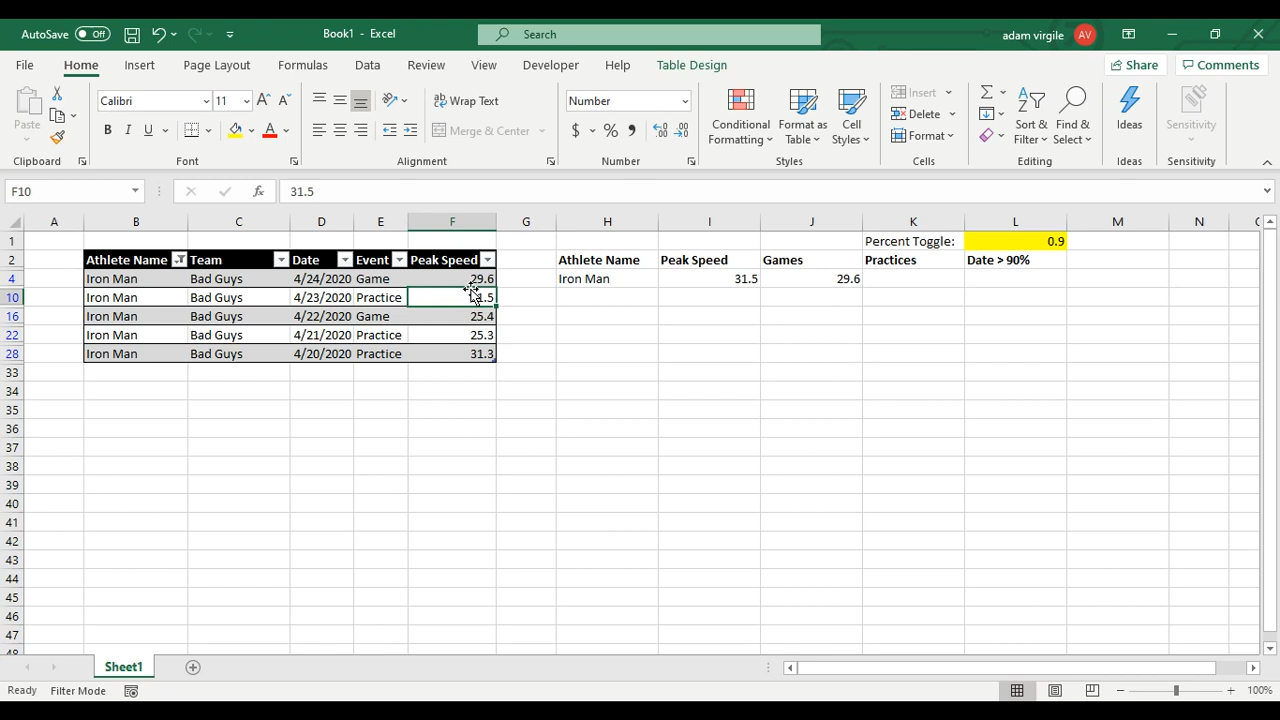 AutoSave Off Book1 - Excel Search adam virgile AV
File Home Insert Page Layout Formulas Data Review View Developer Help Table Design Share Comments
Calibri 11 Wrap Text Number Insert
Paste B I U Merge & Center $ % Conditional Formatting Format as Table Cell Styles Delete Sort & Filter Find & Select Ideas Sensitivity
Format
Clipboard Font Alignment Number Styles Cells Editing Ideas Sensitivity
F10 fx 31.5
A B C D E F G H I J K L M N
1 Percent Toggle: 0.9
2 Athlete Name Team Date Event Peak Speed Athlete Name Peak Speed Games Practices Date > 90%
4 Iron Man Bad Guys 4/24/2020 Game 29.6 Iron Man 31.5 29.6
10 Iron Man Bad Guys 4/23/2020 Practice
16 Iron Man Bad Guys 4/22/2020 Game 25.4
22 Iron Man Bad Guys 4/21/2020 Practice 25.3
28 Iron Man Bad Guys 4/20/2020 Practice 31.3
33
34
35
36
37
38
39
40
41
42
43
44
45
46
47
Sheet1
Ready Filter Mode 100%